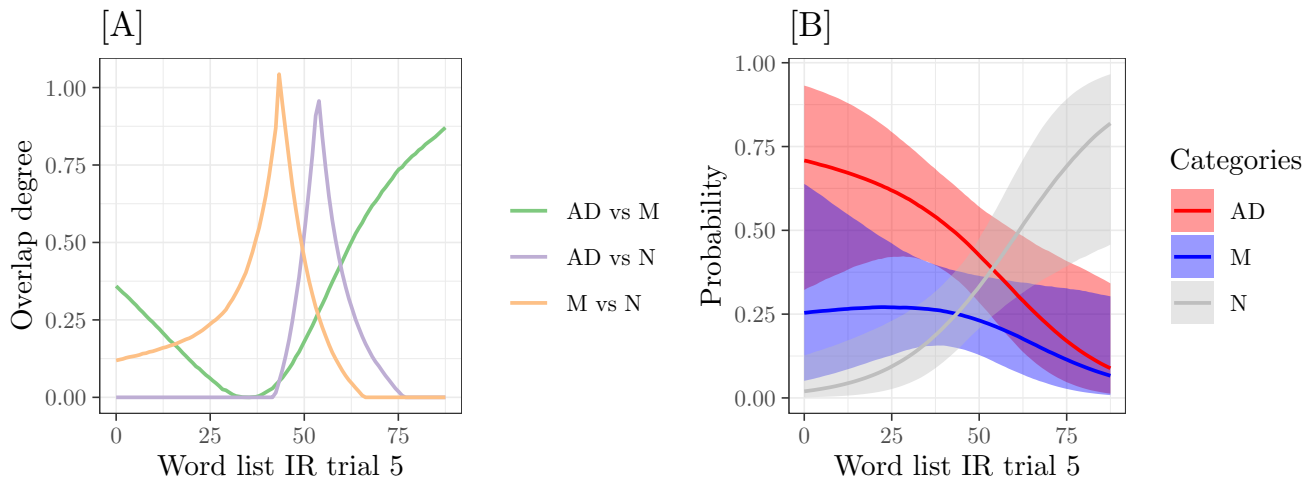 [A]
Overlap degree
1.00
0.75
0.50
0.25
0.00
0
25
50
75
Word list IR trial 5
AD vs M
AD vs N
M vs N
[B]
Probability
1.00
0.75
0.50
0.25
0.00
0
25
50
75
Word list IR trial 5
Categories
AD
M
N